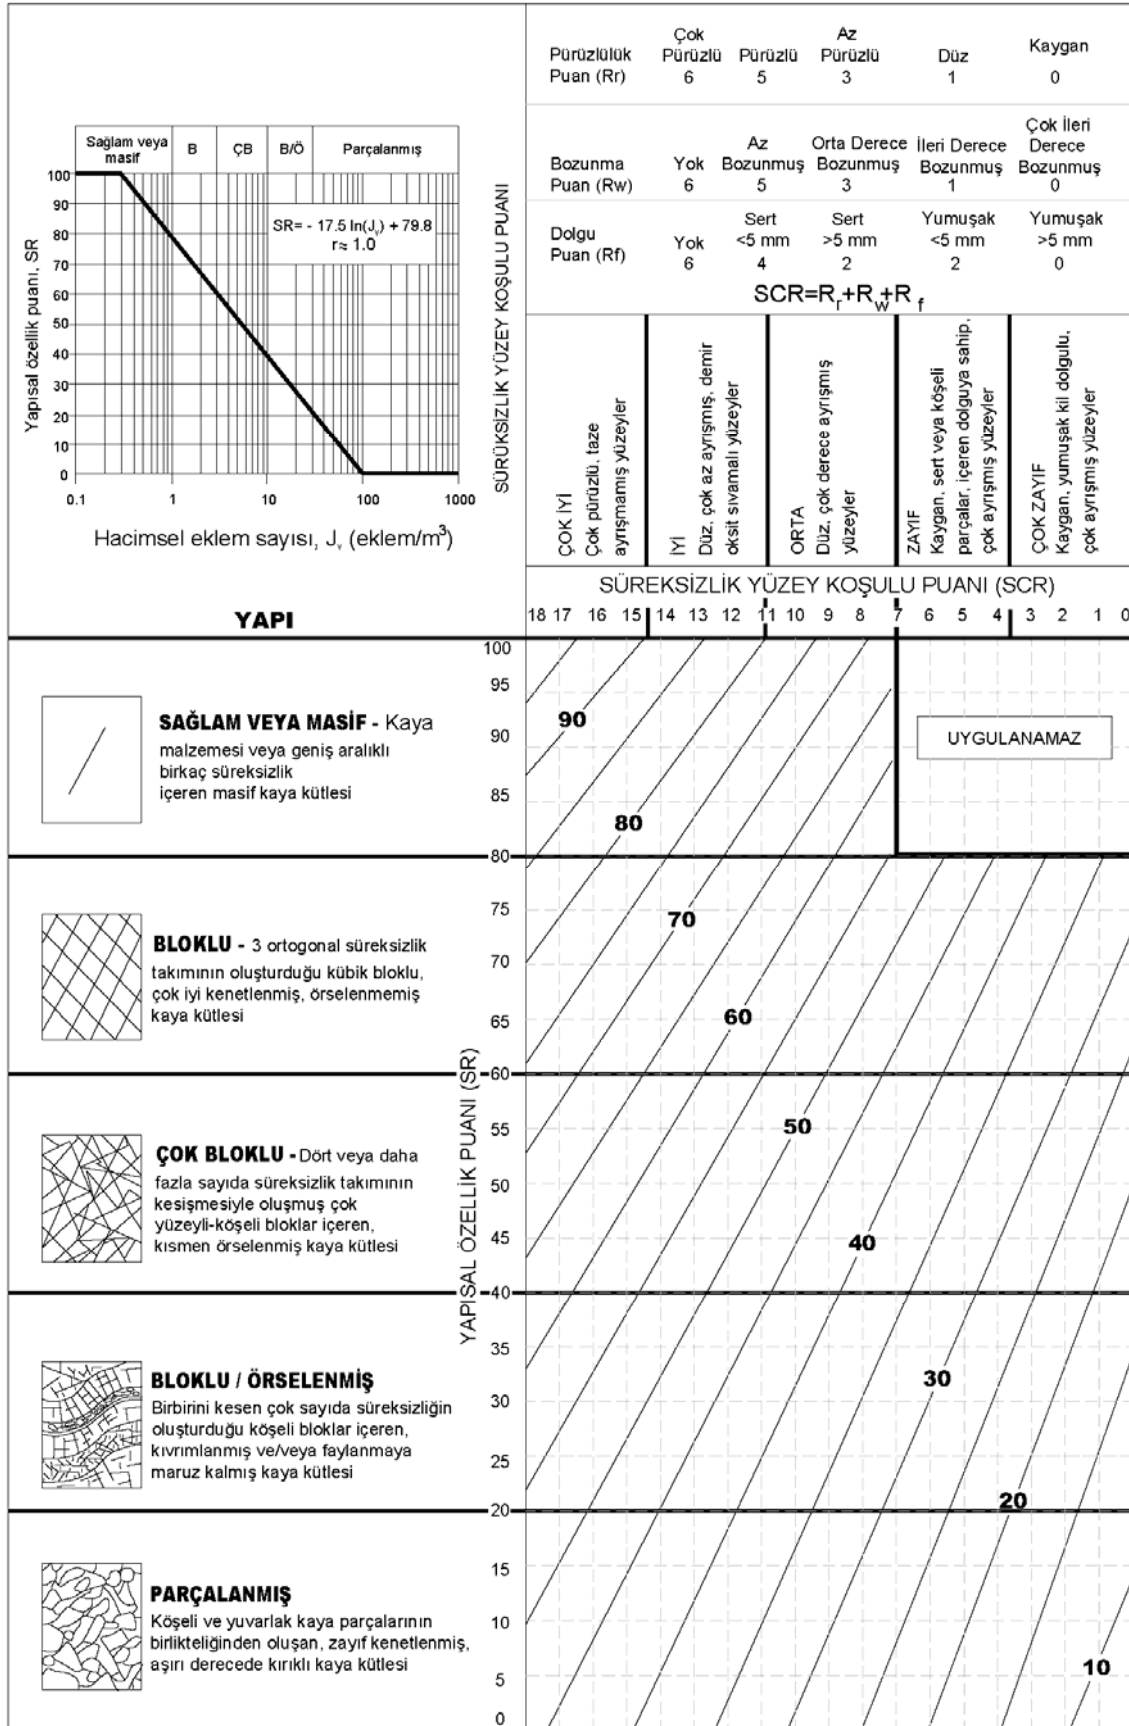 Pürüzlülük
Puan (Rr)
Çok
Pürüzlü
6
Pürüzlü
5
Az
Pürüzlü
3
Düz
1
Kaygan
0
Bozunma
Puan (Rw)
Yok
6
Az
Bozunmuş
5
Orta Derece
Bozunmuş
3
İleri Derece
Bozunmuş
1
Çok İleri
Derece
Bozunmuş
0
Dolgu
Puan (Rf)
Yok
6
Sert
<5 mm
4
Sert
>5 mm
2
Yumuşak
<5 mm
2
Yumuşak
>5 mm
0
SCR=Rr+Rw+Rf
SÜRÜKSIZLIK YÜZEY KOŞULU PUANI
Sağlam veya
masif
B
ÇB
B/Ö
Parçalanmış
SR= - 17.5 ln(Jv) + 79.8
r≈ 1.0
Yapısal özellik puanı, SR
100
90
80
70
60
50
40
30
20
10
0
0.1 1 10 100 1000
Hacimsel eklem sayısı, Jv (eklem/m³)
ÇOK İYİ
Çok pürüzlü, taze
ayrışmamış yüzeyler
İYİ
Düz, çok az ayrışmış, demir
oksit sıvamalı yüzeyler
ORTA
Düz, çok derece ayrışmış
yüzeyler
ZAYIF
Kaygan, sert veya köşeli
parçalar, içeren dolguya sahip,
çok ayrışmış yüzeyler
ÇOK ZAYIF
Kaygan, yumuşak kil dolgulu,
çok ayrışmış yüzeyler
SÜREKSİZLİK YÜZEY KOŞULU PUANI (SCR)
YAPI
18 17 16 15 14 13 12 11 10 9 8 7 6 5 4 3 2 1 0
YAPISAL ÖZELLİK PUANI (SR)
100
95
90
85
80
75
70
65
60
55
50
45
40
35
30
25
20
15
10
5
0
SAĞLAM VEYA MASİF - Kaya
malzemesi veya geniş aralıklı
birkaç süreksizlik
içeren masif kaya kütlesi
BLOKLU - 3 ortogonal süreksizlik
takımının oluşturduğu kübik bloklu,
çok iyi kenetlenmiş, örselenmemiş
kaya kütlesi
ÇOK BLOKLU - Dört veya daha
fazla sayıda süreksizlik takımının
kesişmesiyle oluşmuş çok
yüzeyli-köşeli bloklar içeren,
kısmen örselenmiş kaya kütlesi
BLOKLU / ÖRSELENMİŞ
Birbirini kesen çok sayıda süreksizliğin
oluşturduğu köşeli bloklar içeren,
kıvrımlanmış ve/veya faylanmaya
maruz kalmış kaya kütlesi
PARÇALANMIŞ
Köşeli ve yuvarlak kaya parçalarının
birlikteliğinden oluşan, zayıf kenetlenmiş,
aşırı derecede kırıklı kaya kütlesi
UYGULANAMAZ
90
80
70
60
50
40
30
20
10